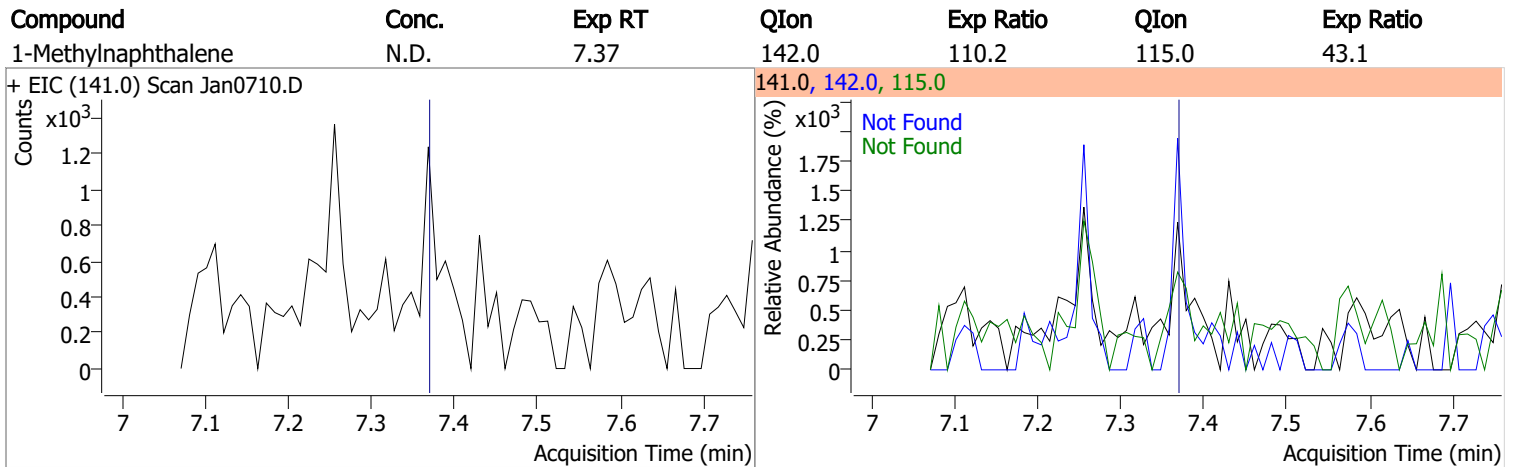 Compound Conc. Exp RT QIon Exp Ratio QIon Exp Ratio
1-Methylnaphthalene N.D. 7.37 142.0 110.2 115.0 43.1
+ EIC (141.0) Scan Jan0710.D
Counts
x10³
1.2
1
0.8
0.6
0.4
0.2
0
7 7.1 7.2 7.3 7.4 7.5 7.6 7.7
Acquisition Time (min)
141.0, 142.0, 115.0
Relative Abundance (%)
x10³
Not Found
Not Found
1.75
1.5
1.25
1
0.75
0.5
0.25
0
7 7.1 7.2 7.3 7.4 7.5 7.6 7.7
Acquisition Time (min)